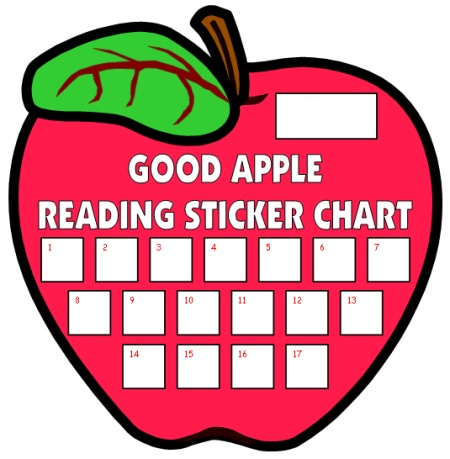 GOOD APPLE
READING STICKER CHART
1 2 3 4 5 6 7
8 9 10 11 12 13
14 15 16 17